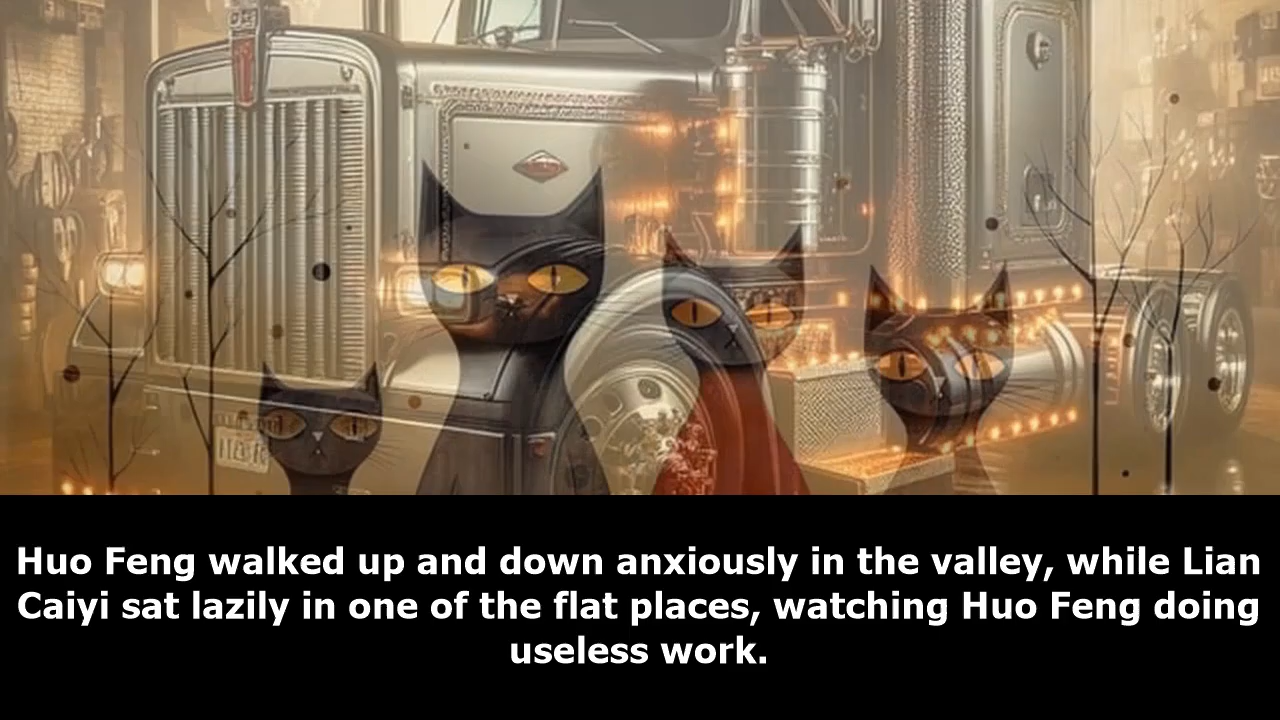 Huo Feng walked up and down anxiously in the valley, while Lian
Caiyi sat lazily in one of the flat places, watching Huo Feng doing
useless work.